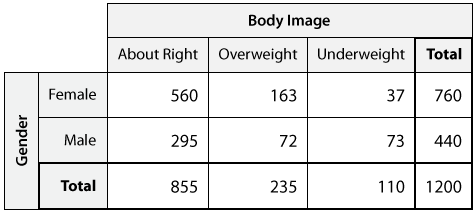 Body Image
About Right Overweight Underweight Total
Gender
Female 560 163 37 760
Male 295 72 73 440
Total 855 235 110 1200